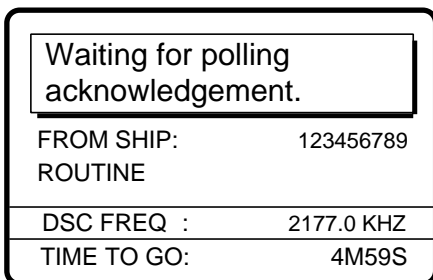 Waiting for polling
acknowledgement.
FROM SHIP: 123456789
ROUTINE
DSC FREQ : 2177.0 KHZ
TIME TO GO: 4M59S